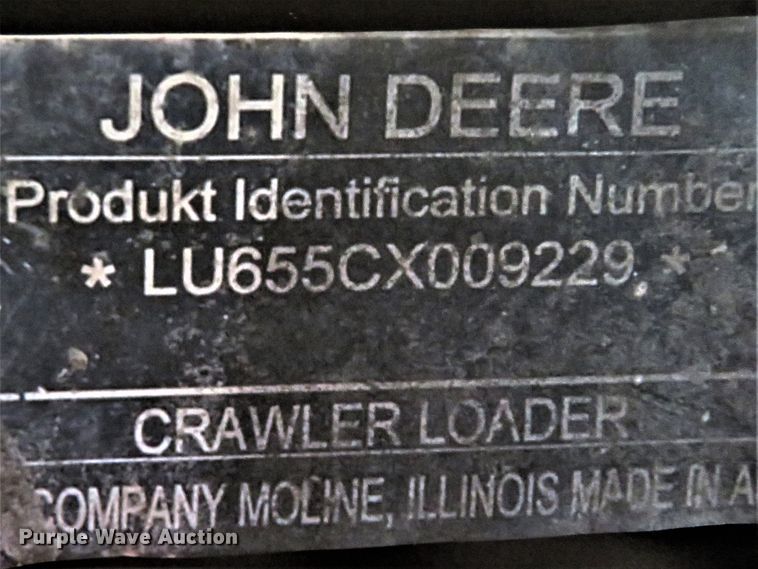 JOHN DEERE
Produkt Identification Number
* LU655CX009229 *
CRAWLER LOADER
COMPANY MOLINE, ILLINOIS MADE IN A
Purple Wave Auction